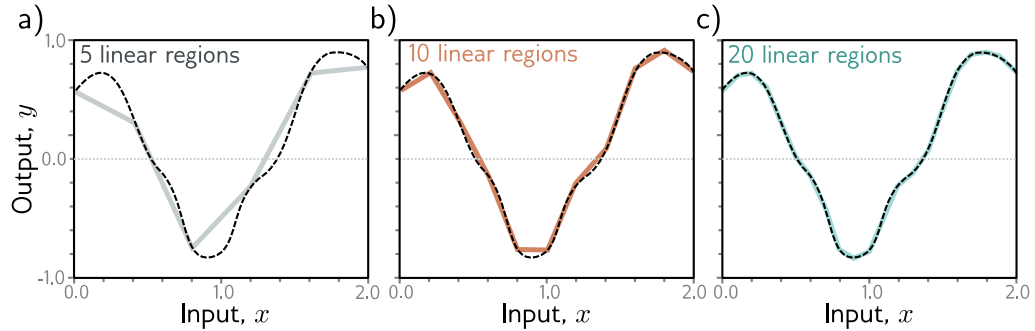 a)
5 linear regions
1.0
0.0
-1.0
Output, y
0.0
1.0
2.0
Input, x
b)
10 linear regions
0.0
1.0
2.0
Input, x
c)
20 linear regions
0.0
1.0
2.0
Input, x